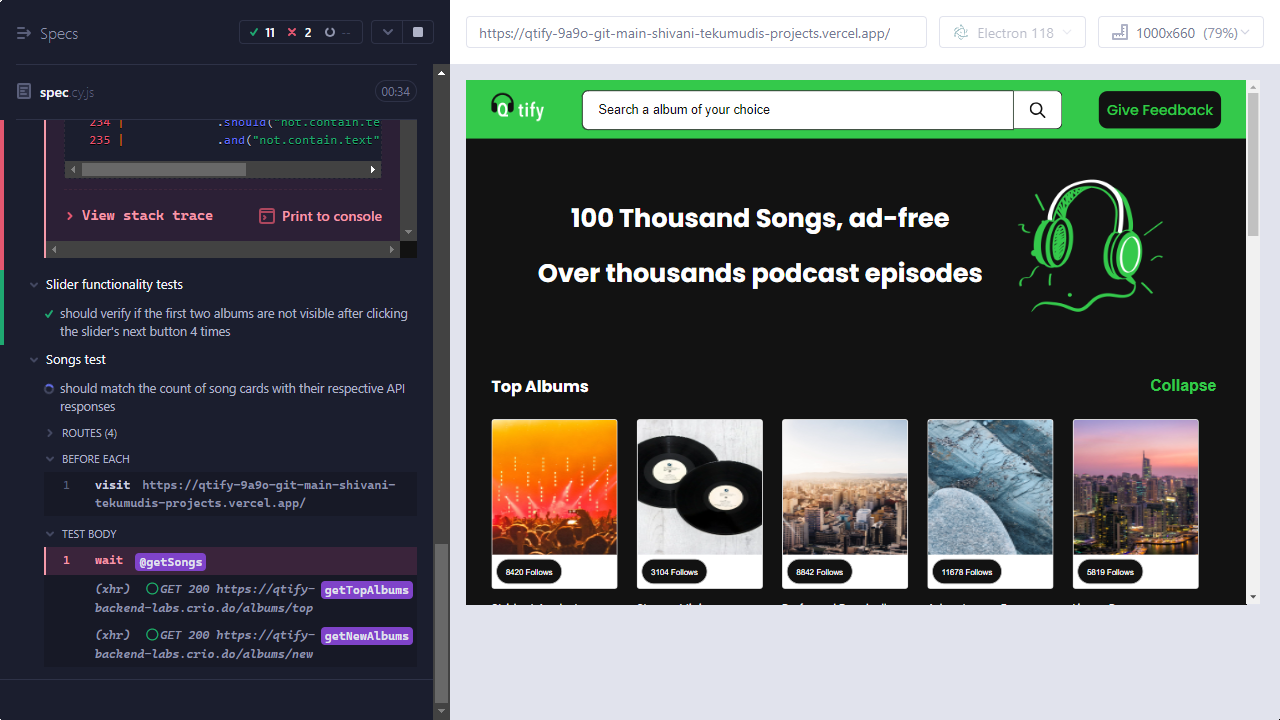 Specs
11
2
--
spec.cy.js
00:34
234 | .should("not.contain.te
235 | .and("not.contain.text"
View stack trace
Print to console
Slider functionality tests
should verify if the first two albums are not visible after clicking
the slider's next button 4 times
Songs test
should match the count of song cards with their respective API
responses
ROUTES (4)
BEFORE EACH
1 visit https://qtify-9a9o-git-main-shivani-
tekumudis-projects.vercel.app/
TEST BODY
1 wait @getSongs
(xhr) GET 200 https://qtify- getTopAlbums
backend-labs.crio.do/albums/top
(xhr) GET 200 https://qtify- getNewAlbums
backend-labs.crio.do/albums/new
https://qtify-9a9o-git-main-shivani-tekumudis-projects.vercel.app/
Electron 118
1000x660 (79%)
Qtify
Search a album of your choice
Give Feedback
100 Thousand Songs, ad-free
Over thousands podcast episodes
Top Albums
Collapse
8420 Follows
3104 Follows
8842 Follows
11678 Follows
5819 Follows